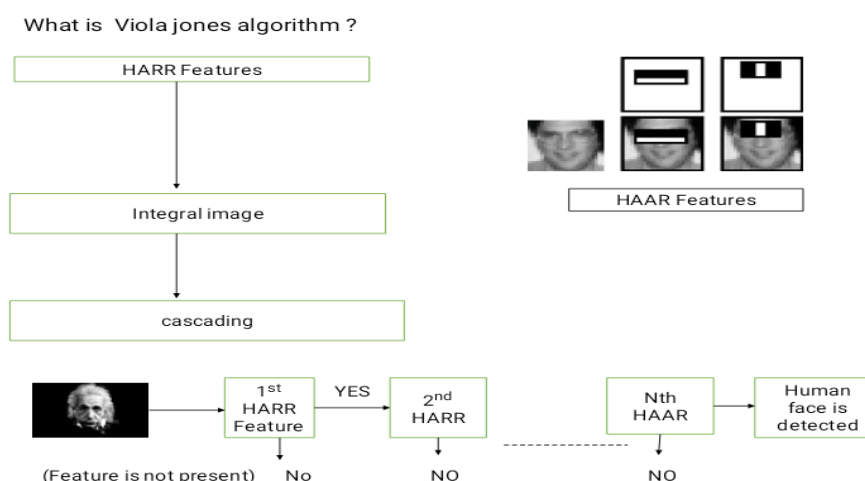 What is Viola jones algorithm ?
HARR Features
Integral image
HAAR Features
cascading
1st
HARR
Feature
YES
2nd
HARR
Nth
HAAR
Human
face is
detected
(Feature is not present) No
NO
NO